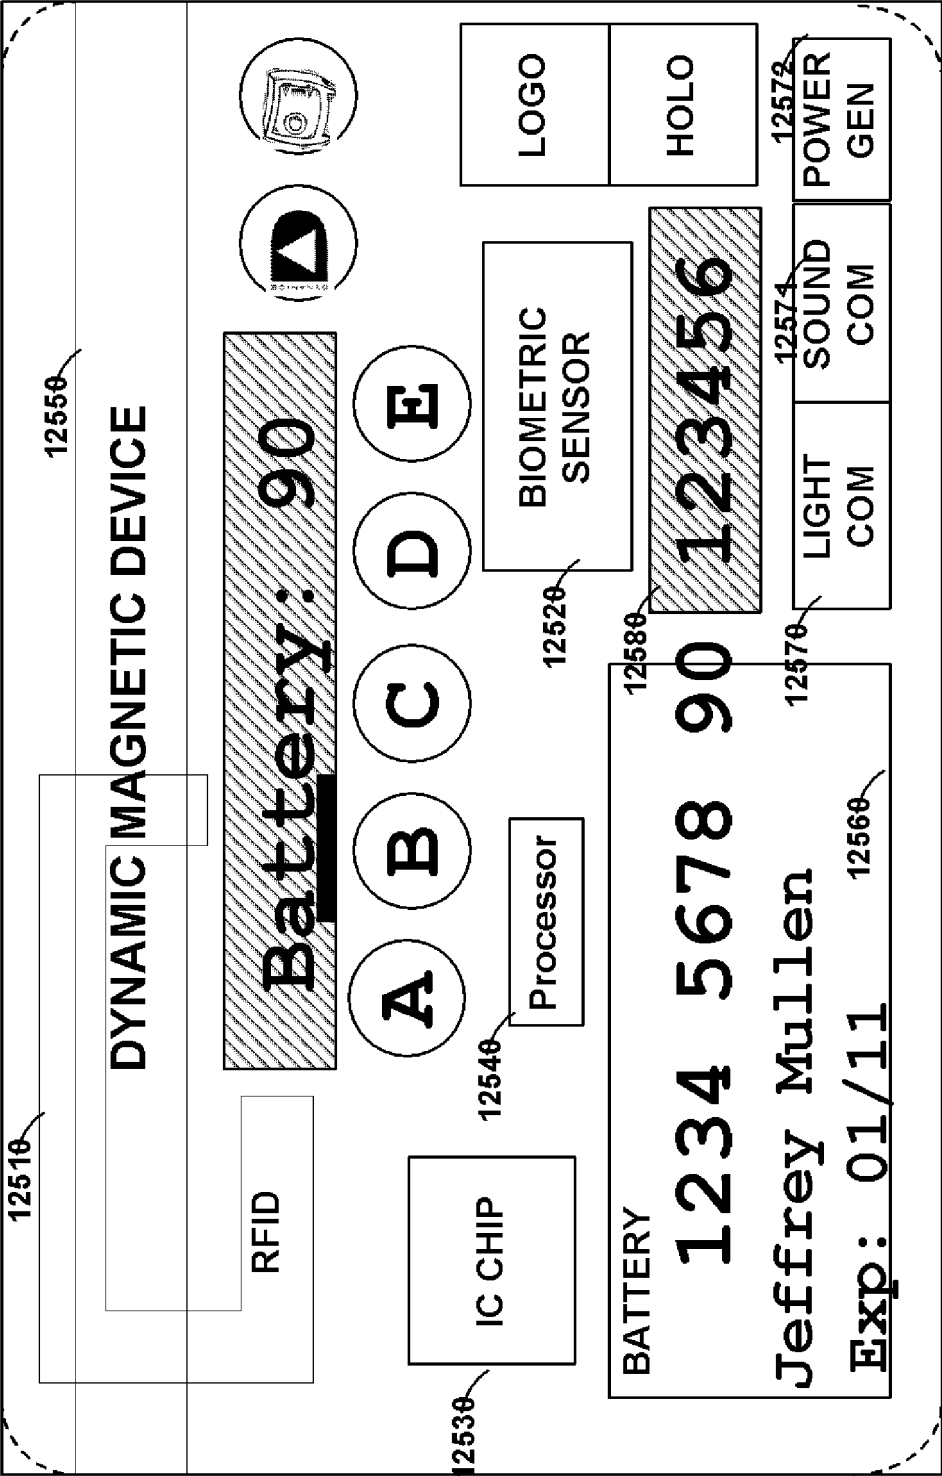 12510
12550
DYNAMIC MAGNETIC DEVICE
RFID
Battery: 90
A
B
C
D
E
12530
IC CHIP
12540
Processor
12520
BIOMETRIC
SENSOR
LOGO
HOLO
12580
123456
BATTERY
1234 5678 90
Jeffrey Mullen
Exp: 01/11
12560
12570
LIGHT
COM
12571
SOUND
COM
12572
POWER
GEN